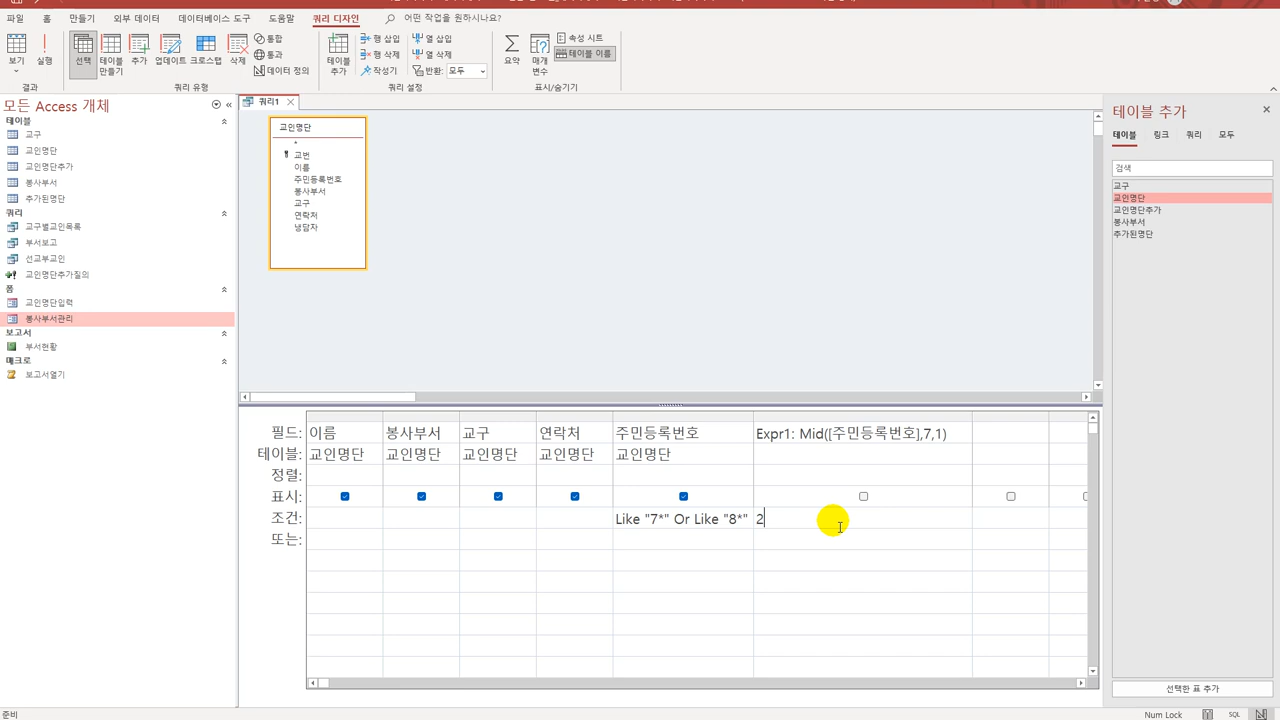 파일 홈 만들기 외부 데이터 데이터베이스 도구 도움말 쿼리 디자인 어떤 작업을 원하시나요?
보기 실행 선택 테이블 만들기 추가 업데이트 크로스탭 삭제 통합 통과 데이터 정의 테이블 추가 행 삽입 행 삭제 작성기 열 삽입 열 삭제 반환: 모두 요약 매개 변수 속성 시트 테이블 이름
결과 쿼리 유형 쿼리 설정 표시/숨기기
모든 Access 개체
테이블
교구
교인명단
교인명단추가
봉사부서
추가된명단
쿼리
교구별교인목록
부서보고
선교부교인
교인명단추가질의
폼
교인명단입력
봉사부서관리
보고서
부서현황
매크로
보고서열기
쿼리1
교인명단
*
교번
이름
주민등록번호
봉사부서
교구
연락처
냉담자
필드: 이름 봉사부서 교구 연락처 주민등록번호 Expr1: Mid([주민등록번호],7,1)
테이블: 교인명단 교인명단 교인명단 교인명단 교인명단
정렬:
표시:
조건: Like "7*" Or Like "8*" 2
또는:
테이블 추가
테이블 링크 쿼리 모두
검색
교구
교인명단
교인명단추가
봉사부서
추가된명단
선택한 표 추가
준비 Num Lock SQL